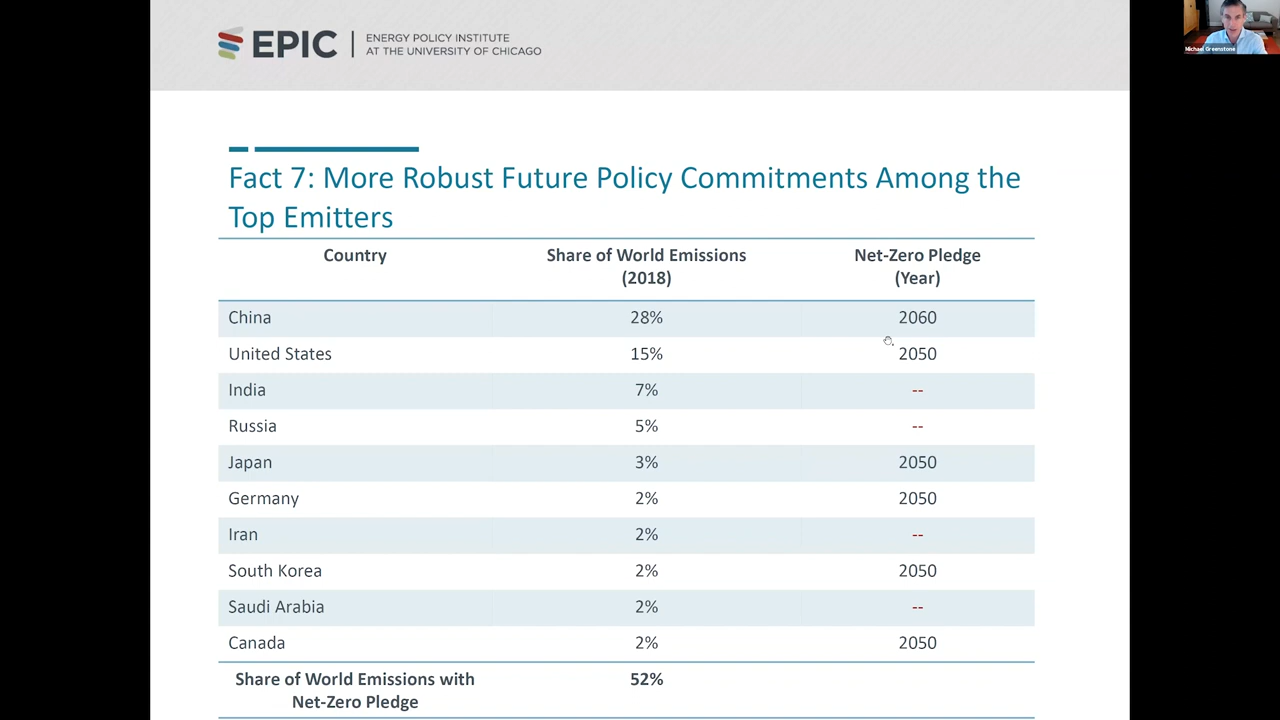 EPIC
ENERGY POLICY INSTITUTE
AT THE UNIVERSITY OF CHICAGO
Michael Greenstone
Fact 7: More Robust Future Policy Commitments Among the
Top Emitters
Country Share of World Emissions Net-Zero Pledge
(2018) (Year)
China 28% 2060
United States 15% 2050
India 7% --
Russia 5% --
Japan 3% 2050
Germany 2% 2050
Iran 2% --
South Korea 2% 2050
Saudi Arabia 2% --
Canada 2% 2050
Share of World Emissions with 52%
Net-Zero Pledge